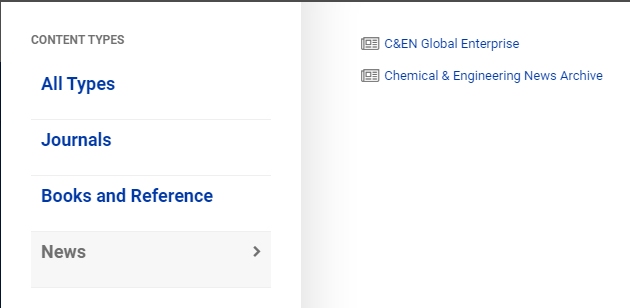 CONTENT TYPES
All Types
Journals
Books and Reference
News
C&EN Global Enterprise
Chemical & Engineering News Archive